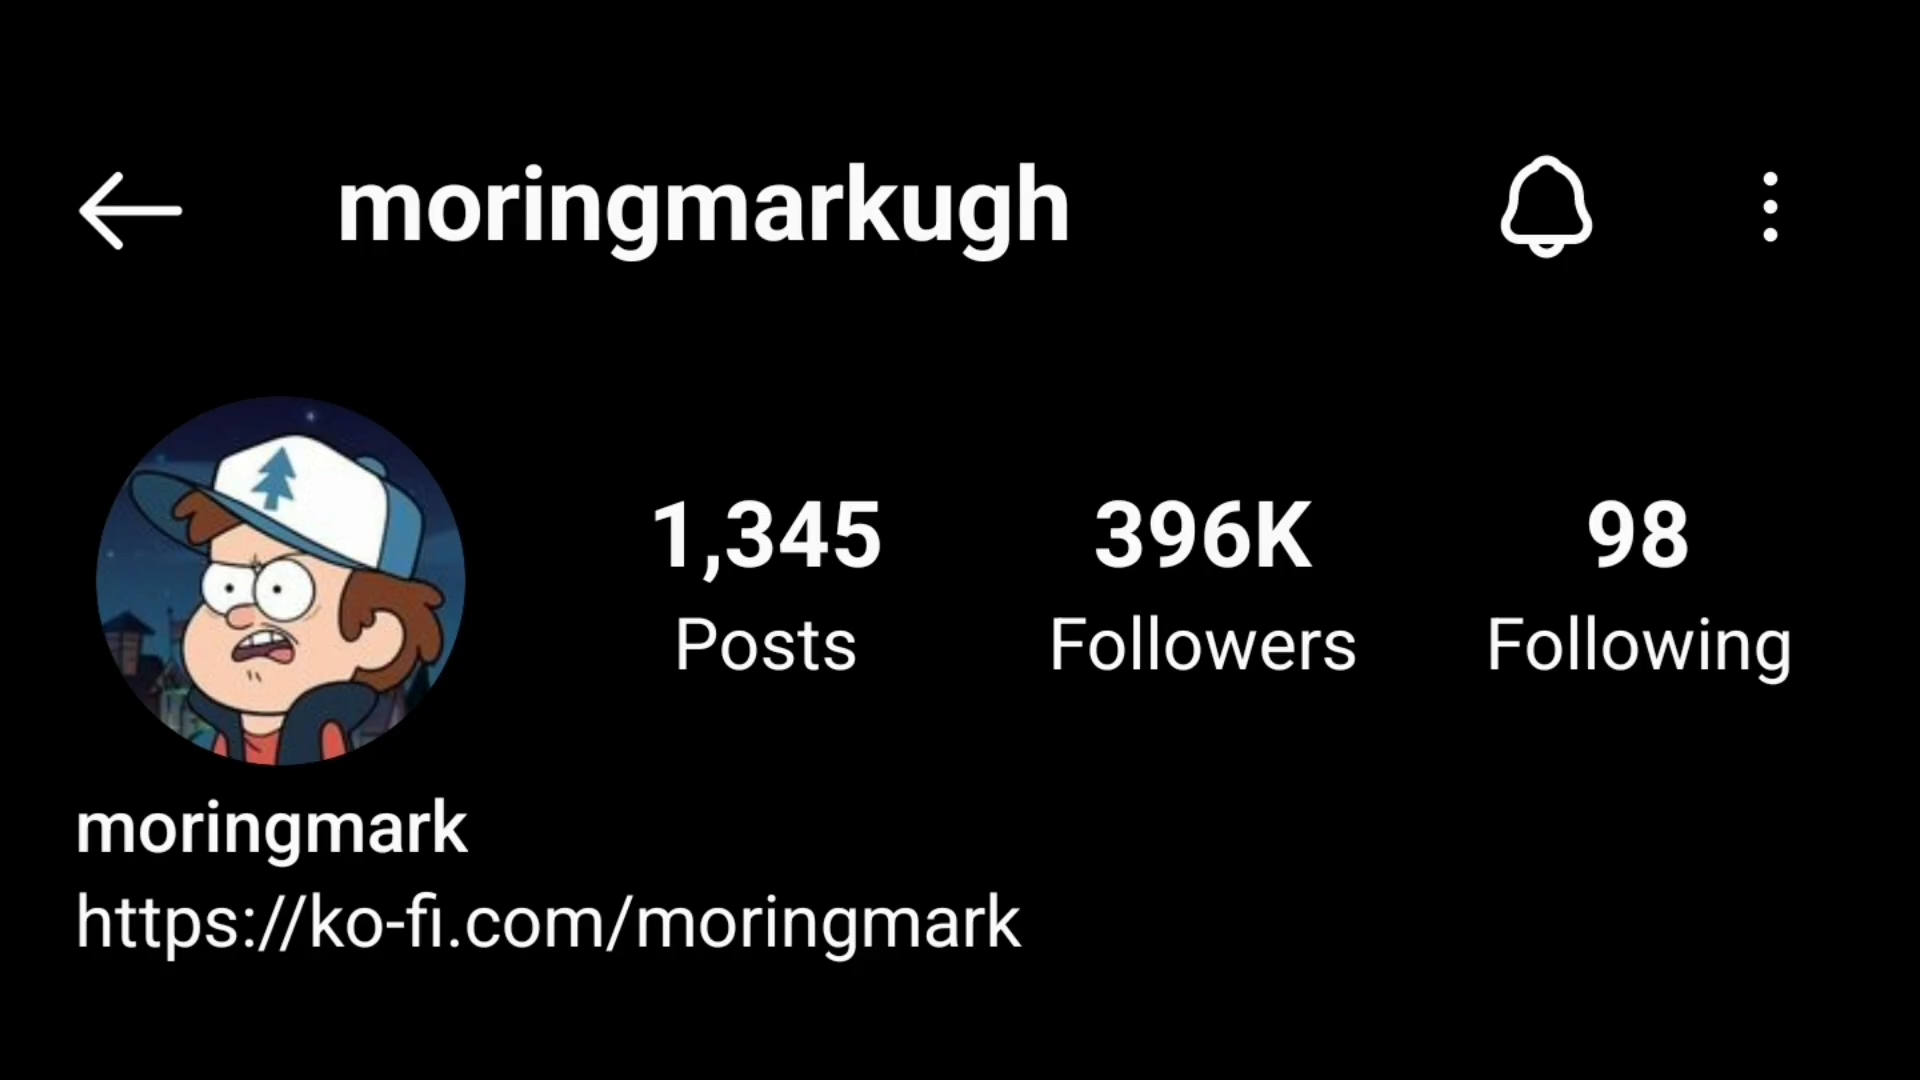 moringmarkugh
1,345 396K 98
Posts Followers Following
moringmark
https://ko-fi.com/moringmark